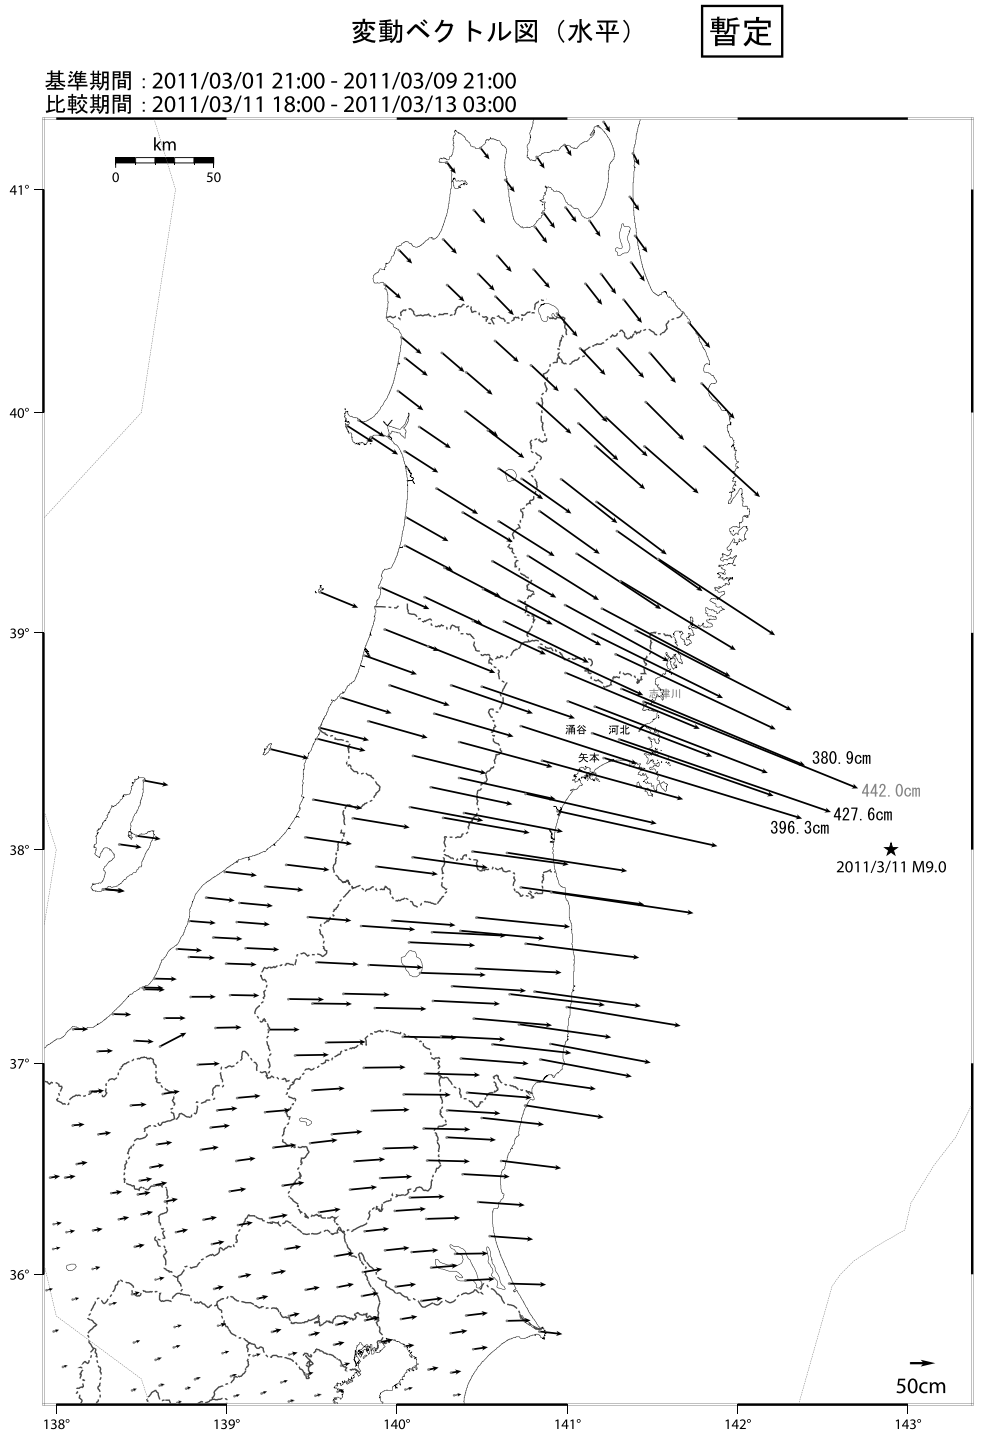 変動ベクトル図（水平）
暫定
基準期間 : 2011/03/01 21:00 - 2011/03/09 21:00
比較期間 : 2011/03/11 18:00 - 2011/03/13 03:00
km
0 50
41°
40°
39°
志津川
涌谷 河北
矢本
380.9cm
442.0cm
427.6cm
396.3cm
38°
2011/3/11 M9.0
37°
36°
50cm
138° 139° 140° 141° 142° 143°